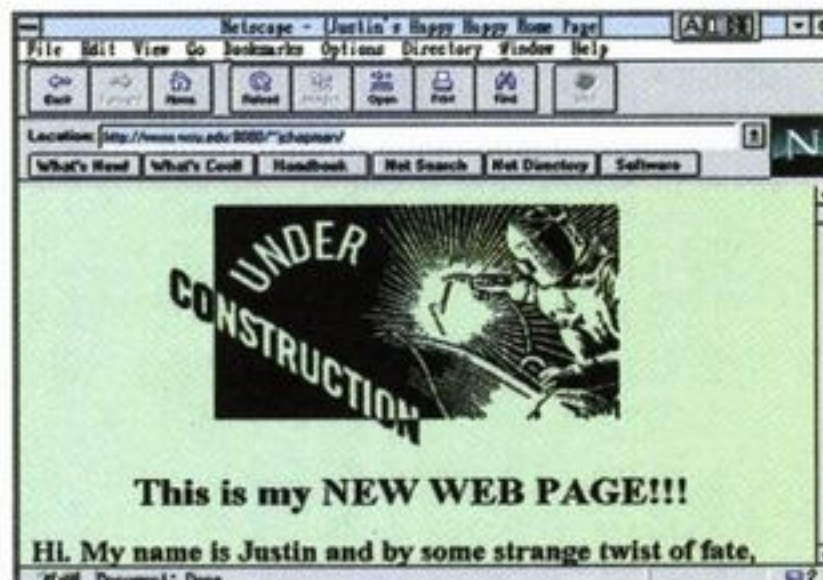 Netscape - [Justin's Happy Happy Home Page]
File Edit View Go Bookmarks Options Directory Window Help
Back Home Reload Open Print Find
Location: http://www
What's New! What's Cool! Handbook Net Search Net Directory Software
N
UNDER
CONSTRUCTION
This is my NEW WEB PAGE!!!
Hi. My name is Justin and by some strange twist of fate,
Document: Done